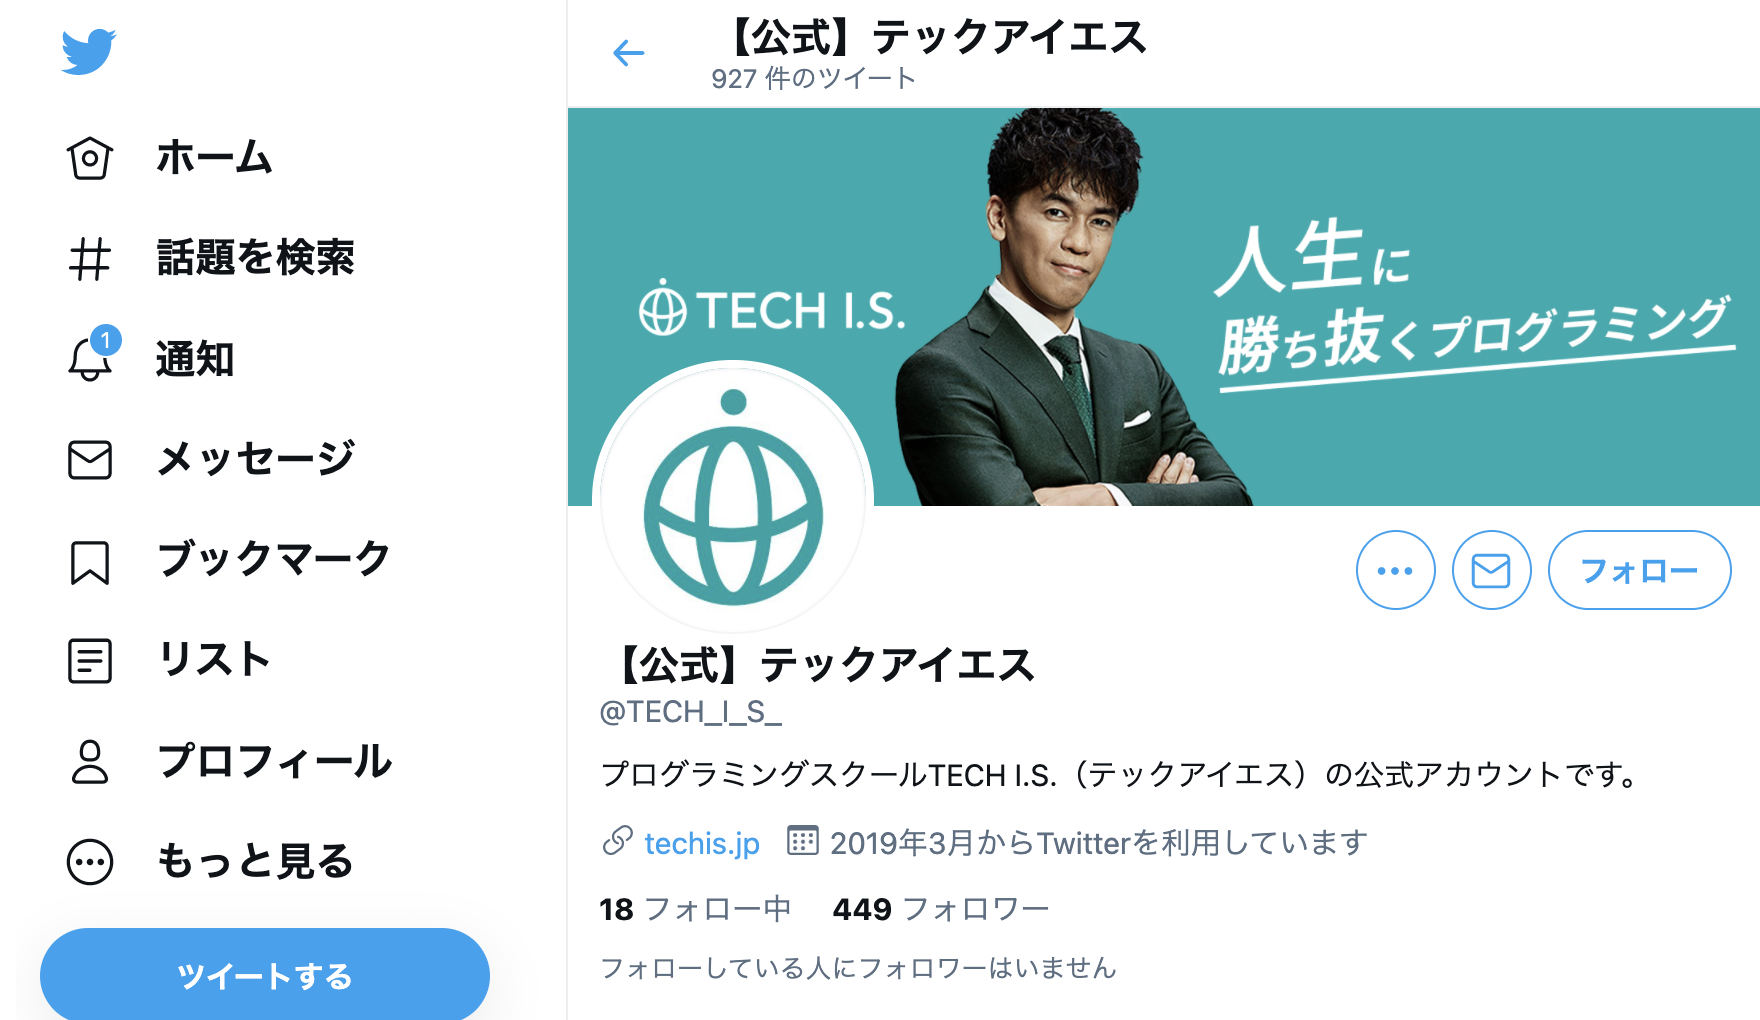 ホーム
話題を検索
1
通知
メッセージ
ブックマーク
リスト
プロフィール
もっと見る
ツイートする
【公式】テックアイエス
927 件のツイート
TECH I.S.
人生に
勝ち抜くプログラミング
フォロー
【公式】テックアイエス
@TECH_I_S_
プログラミングスクールTECH I.S.（テックアイエス）の公式アカウントです。
techis.jp 2019年3月からTwitterを利用しています
18 フォロー中 449 フォロワー
フォローしている人にフォロワーはいません